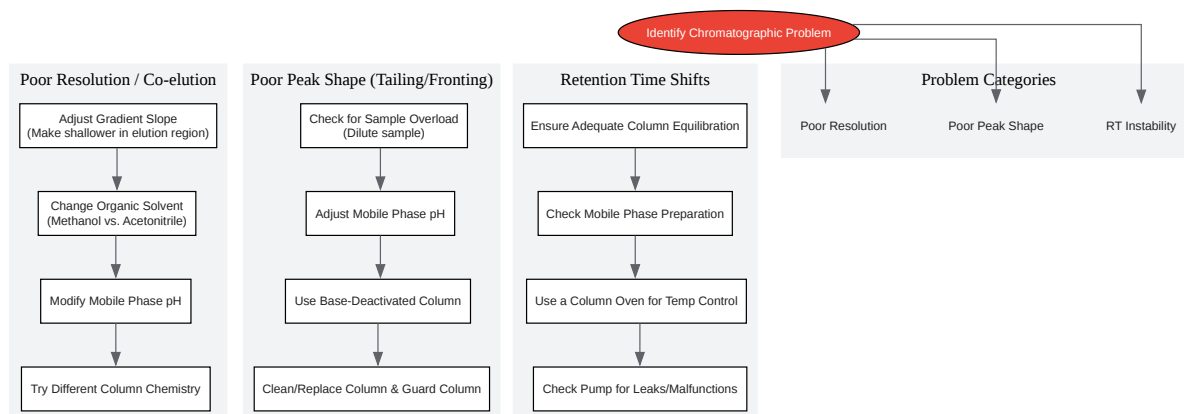 Identify Chromatographic Problem
Poor Resolution / Co-elution
Adjust Gradient Slope
(Make shallower in elution region)
Change Organic Solvent
(Methanol vs. Acetonitrile)
Modify Mobile Phase pH
Try Different Column Chemistry
Poor Peak Shape (Tailing/Fronting)
Check for Sample Overload
(Dilute sample)
Adjust Mobile Phase pH
Use Base-Deactivated Column
Clean/Replace Column & Guard Column
Retention Time Shifts
Ensure Adequate Column Equilibration
Check Mobile Phase Preparation
Use a Column Oven for Temp Control
Check Pump for Leaks/Malfunctions
Problem Categories
Poor Resolution
Poor Peak Shape
RT Instability